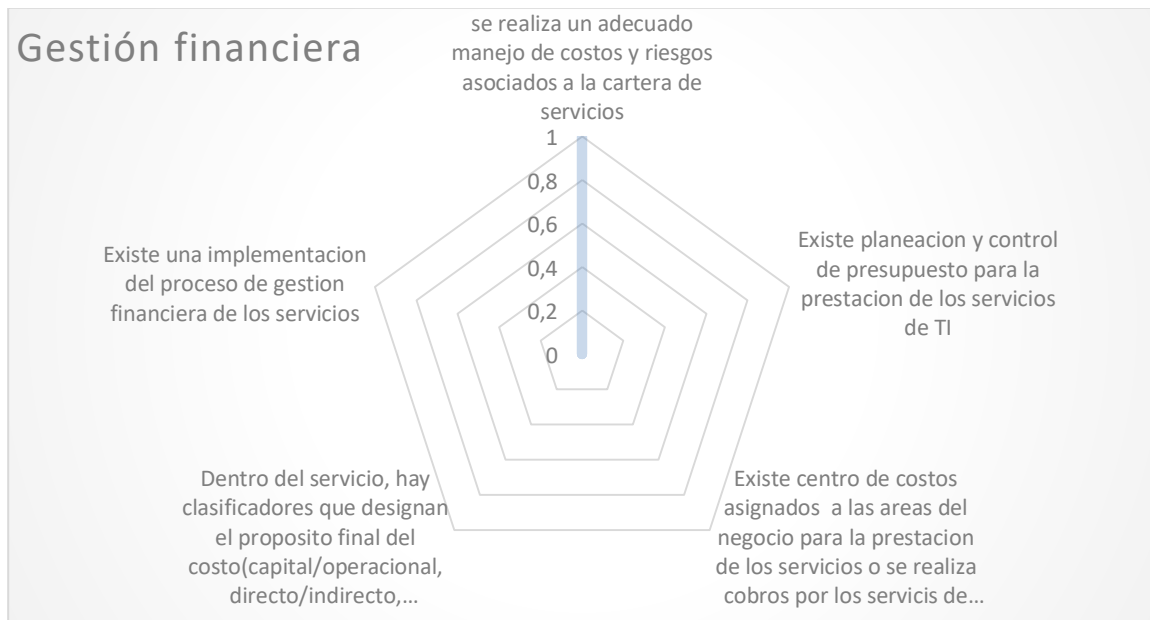 Gestión financiera
se realiza un adecuado
manejo de costos y riesgos
asociados a la cartera de
servicios
1
0,8
0,6
0,4
0,2
0
Existe planeacion y control
de presupuesto para la
prestacion de los servicios
de TI
Existe centro de costos
asignados a las areas del
negocio para la prestacion
de los servicios o se realiza
cobros por los servicis de...
Dentro del servicio, hay
clasificadores que designan
el proposito final del
costo(capital/operacional,
directo/indirecto,...
Existe una implementacion
del proceso de gestion
financiera de los servicios